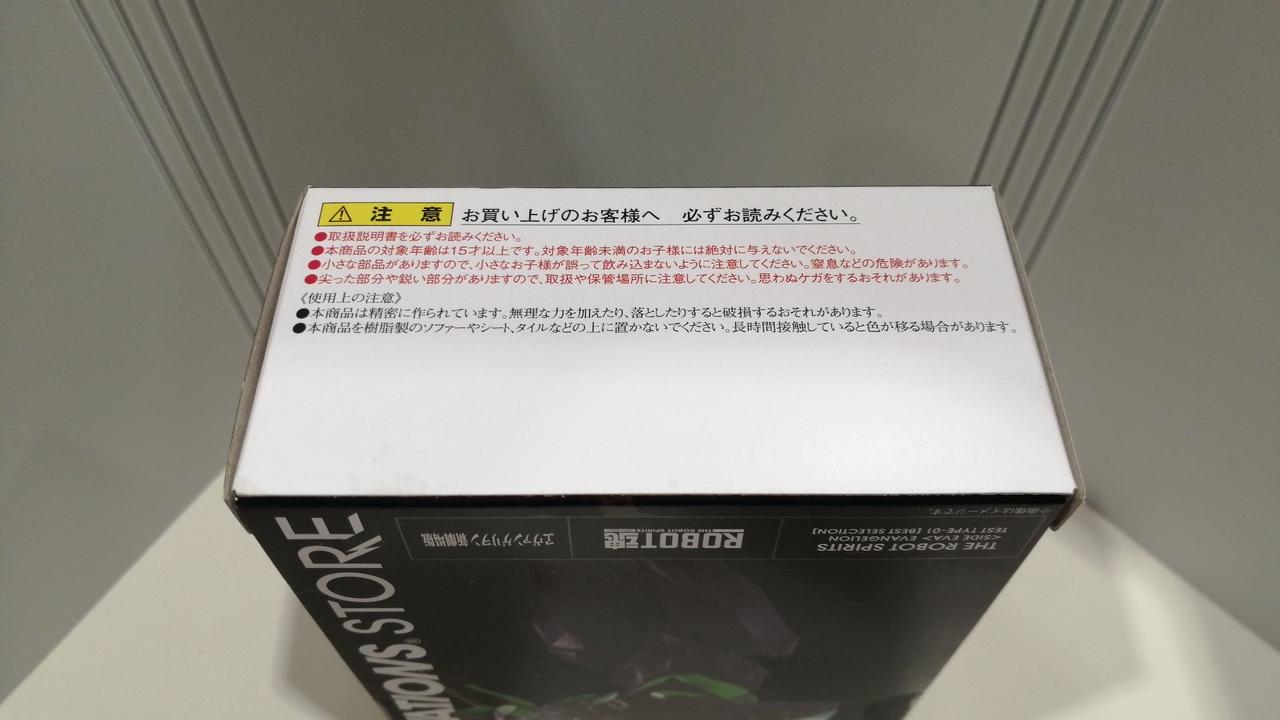 ⚠ 注 意 お買い上げのお客様へ 必ずお読みください。
●取扱説明書を必ずお読みください。
●本商品の対象年齢は15才以上です。対象年齢未満のお子様には絶対に与えないでください。
●小さな部品がありますので、小さなお子様が誤って飲み込まないように注意してください。窒息などの危険があります。
●尖った部分や鋭い部分がありますので、取扱や保管場所に注意してください。思わぬケガをするおそれがあります。
《使用上の注意》
●本商品は精密に作られています。無理な力を加えたり、落としたりすると破損するおそれがあります。
●本商品を樹脂製のソファーやシート、タイルなどの上に置かないでください。長時間接触していると色が移る場合があります。
※画像はイメージです。
THE ROBOT SPIRITS
<SIDE EVA> EVANGELION
TEST TYPE-01 [BEST SELECTION]
ROBOT魂
THE ROBOT SPIRITS
ヱヴァンゲリヲン 新劇場版
ATIONS® STORE